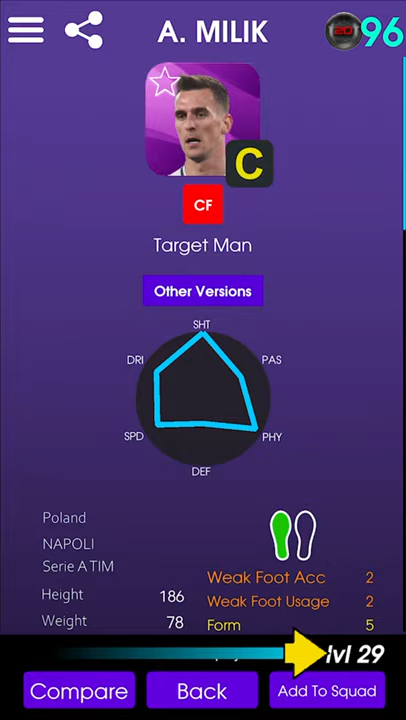 A. MILIK
20 96
C
CF
Target Man
Other Versions
SHT
DRI PAS
SPD PHY
DEF
Poland
NAPOLI
Serie A TIM
Height 186
Weight 78
Weak Foot Acc 2
Weak Foot Usage 2
Form 5
lvl 29
Compare Back Add To Squad